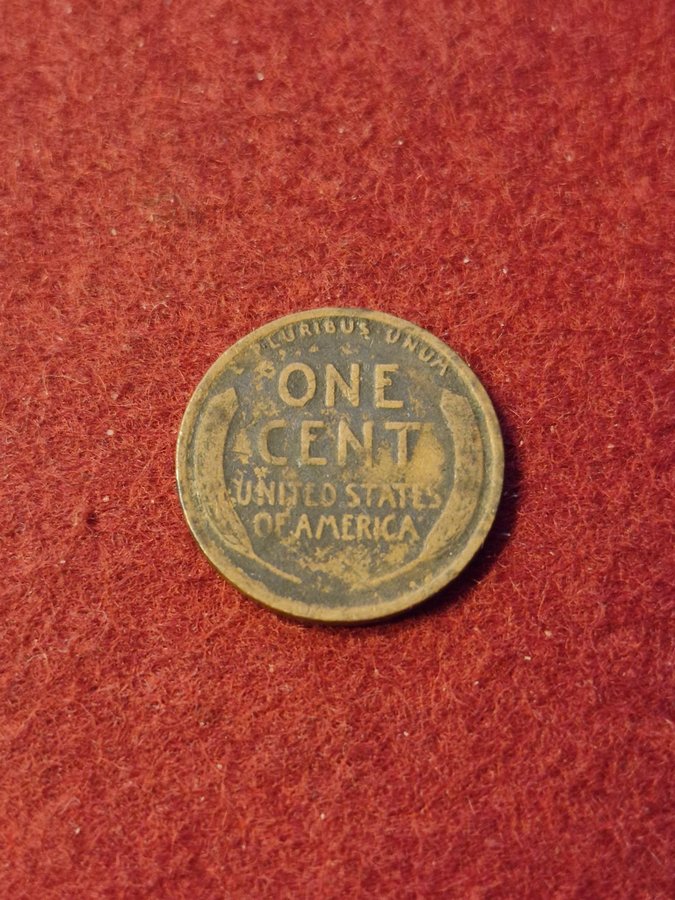 PLURIBUS UNUM
ONE
CENT
UNITED STATES
OF AMERICA